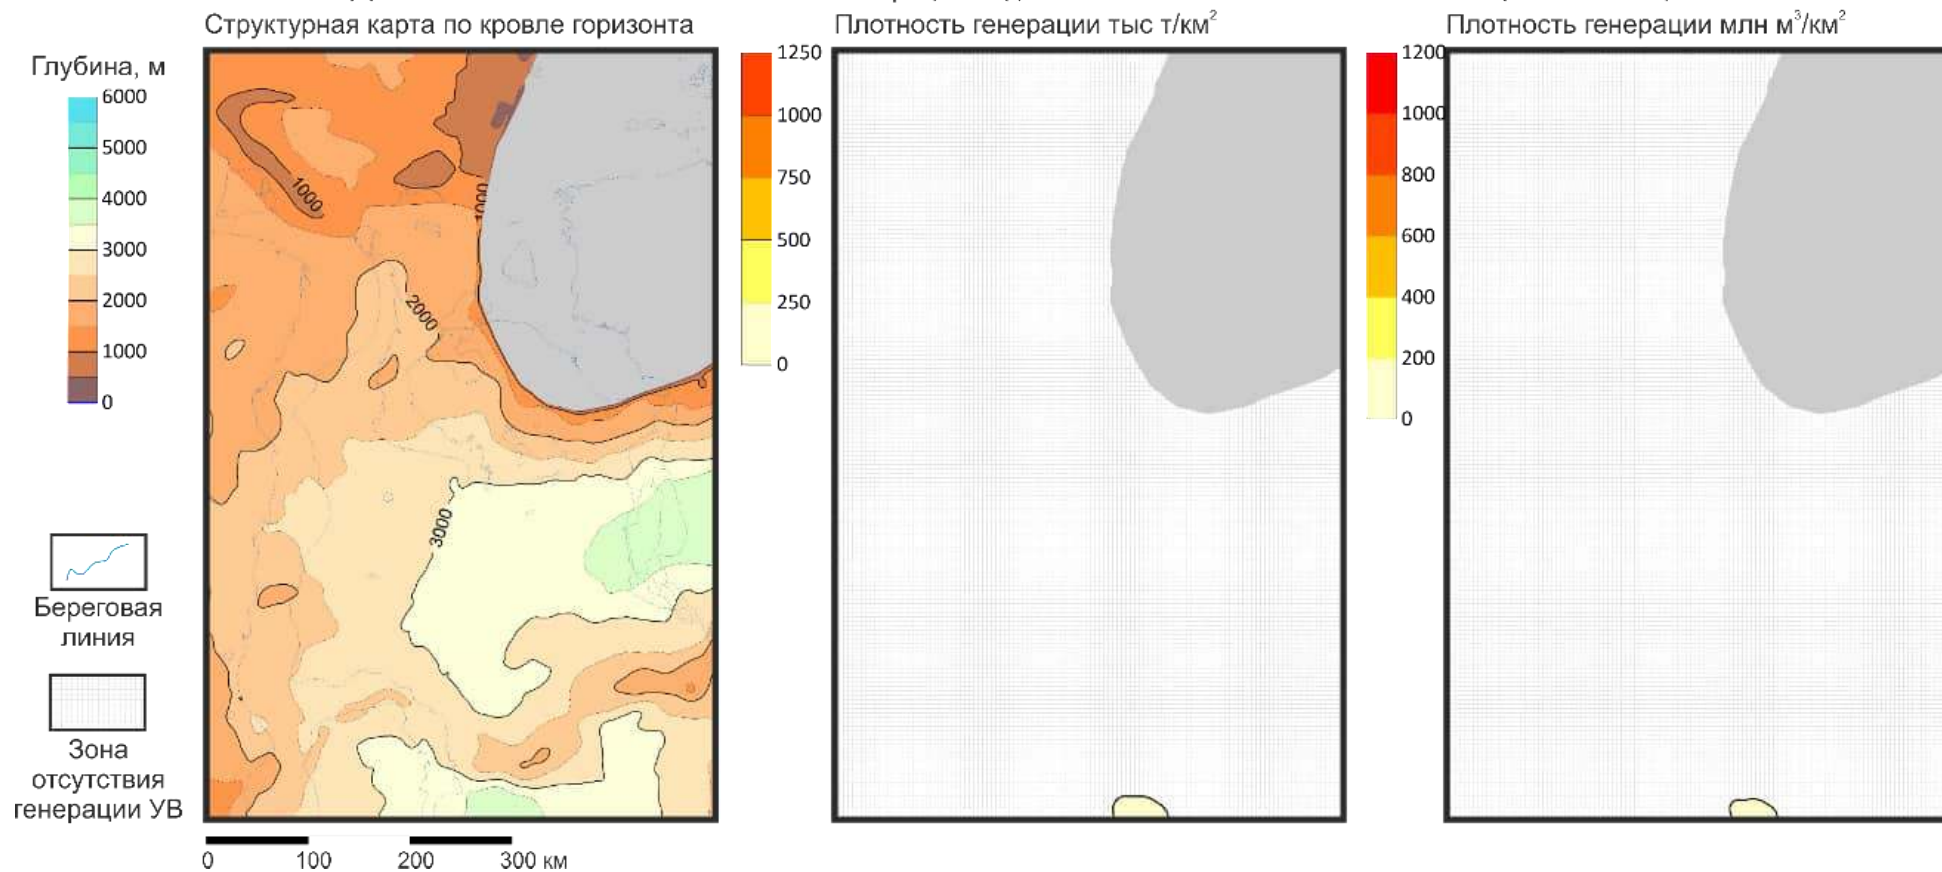 Структурная карта по кровле горизонта
Плотность генерации тыс т/км²
Плотность генерации млн м³/км²
Глубина, м
6000
5000
4000
3000
2000
1000
0
1250
1000
750
500
250
0
1200
1000
800
600
400
200
0
1000
1000
2000
3000
Береговая
линия
Зона
отсутствия
генерации УВ
0 100 200 300 км